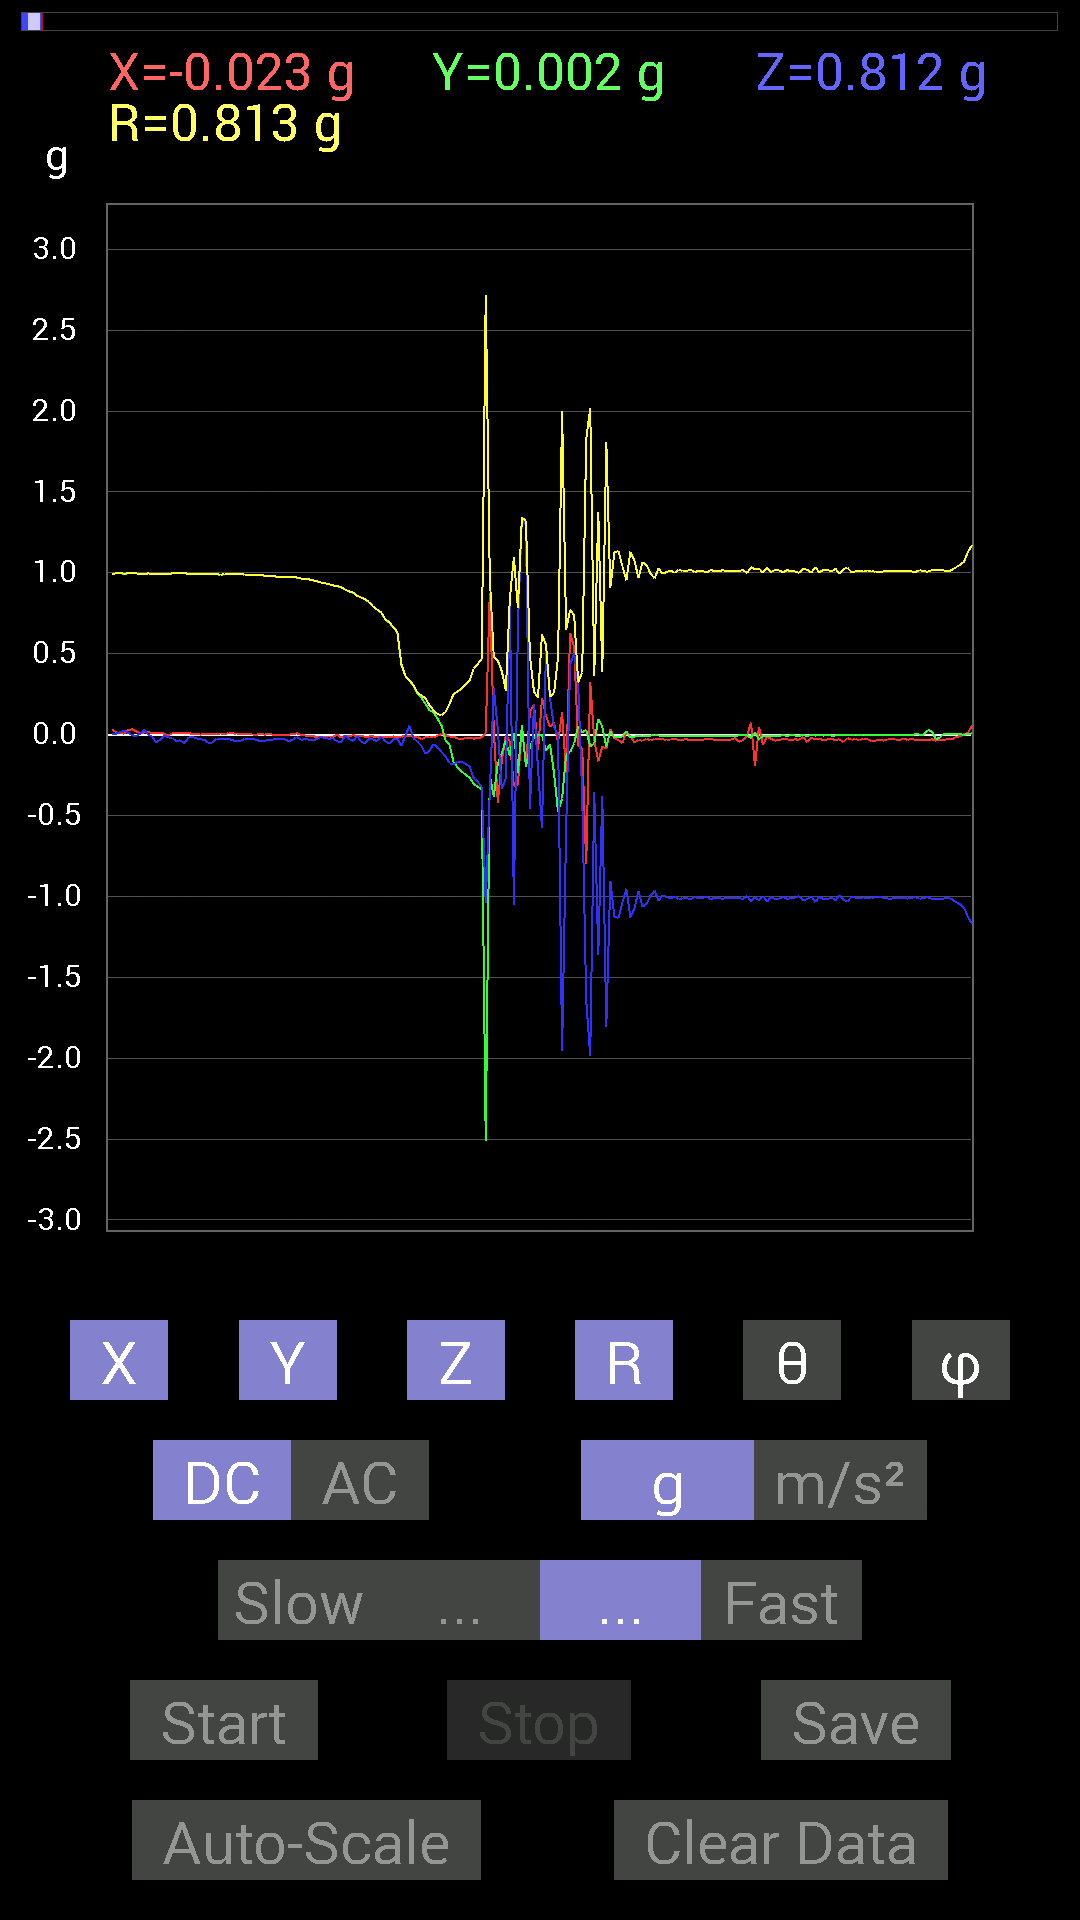 X=-0.023 g Y=0.002 g Z=0.812 g
R=0.813 g
g
3.0
2.5
2.0
1.5
1.0
0.5
0.0
-0.5
-1.0
-1.5
-2.0
-2.5
-3.0
X Y Z R θ φ
DC AC g m/s²
Slow ... ... Fast
Start Stop Save
Auto-Scale Clear Data